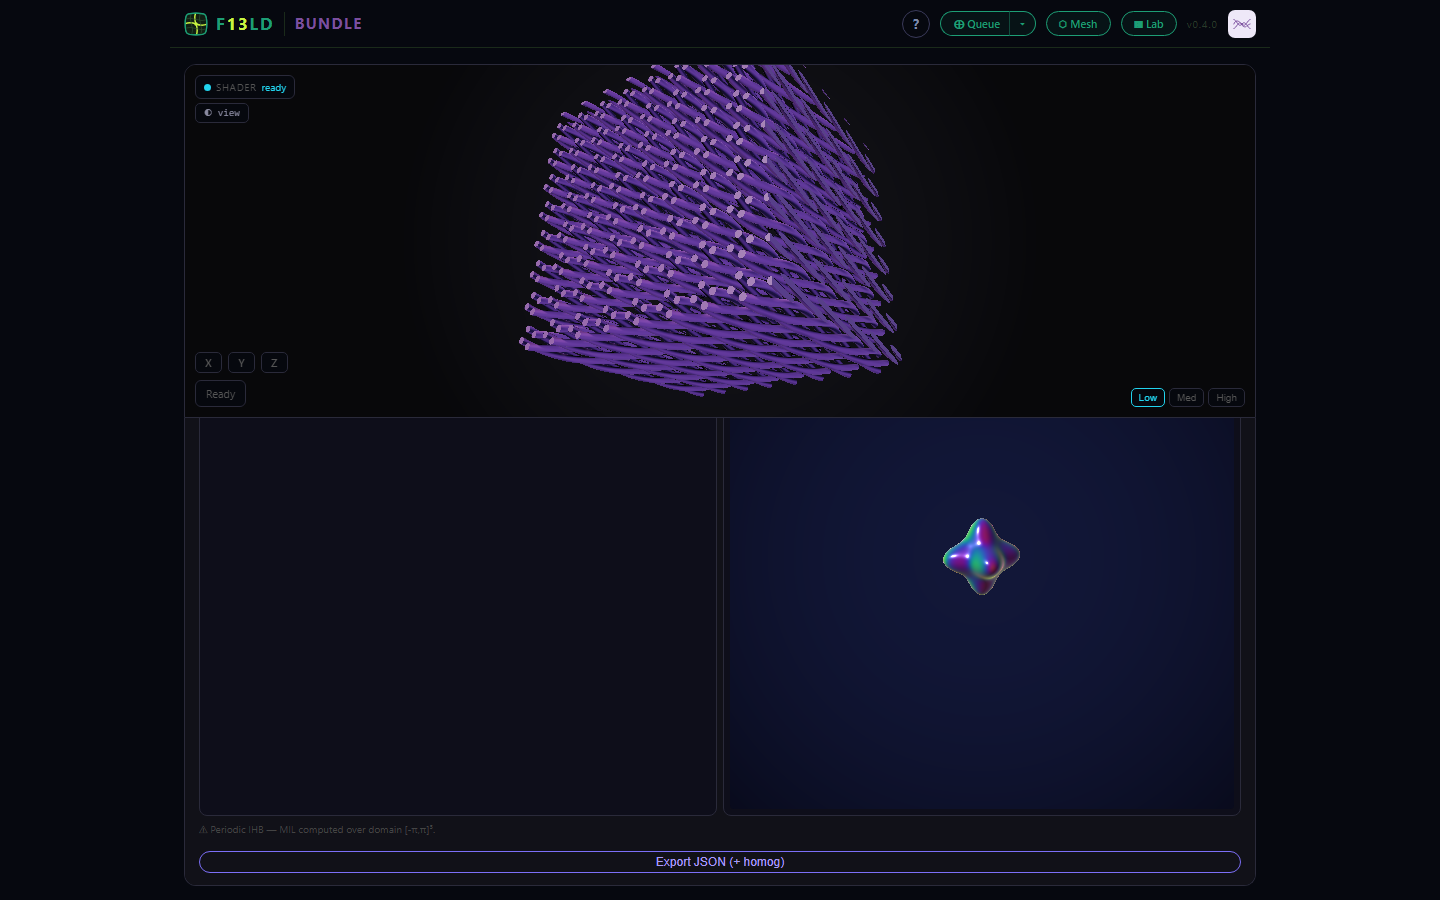 F13LD BUNDLE ? Queue Mesh Lab v0.4.0
SHADER ready
view
X Y Z
Ready
Low Med High
⚠ Periodic IHB — MIL computed over domain [-π,π]³.
Export JSON (+ homog)